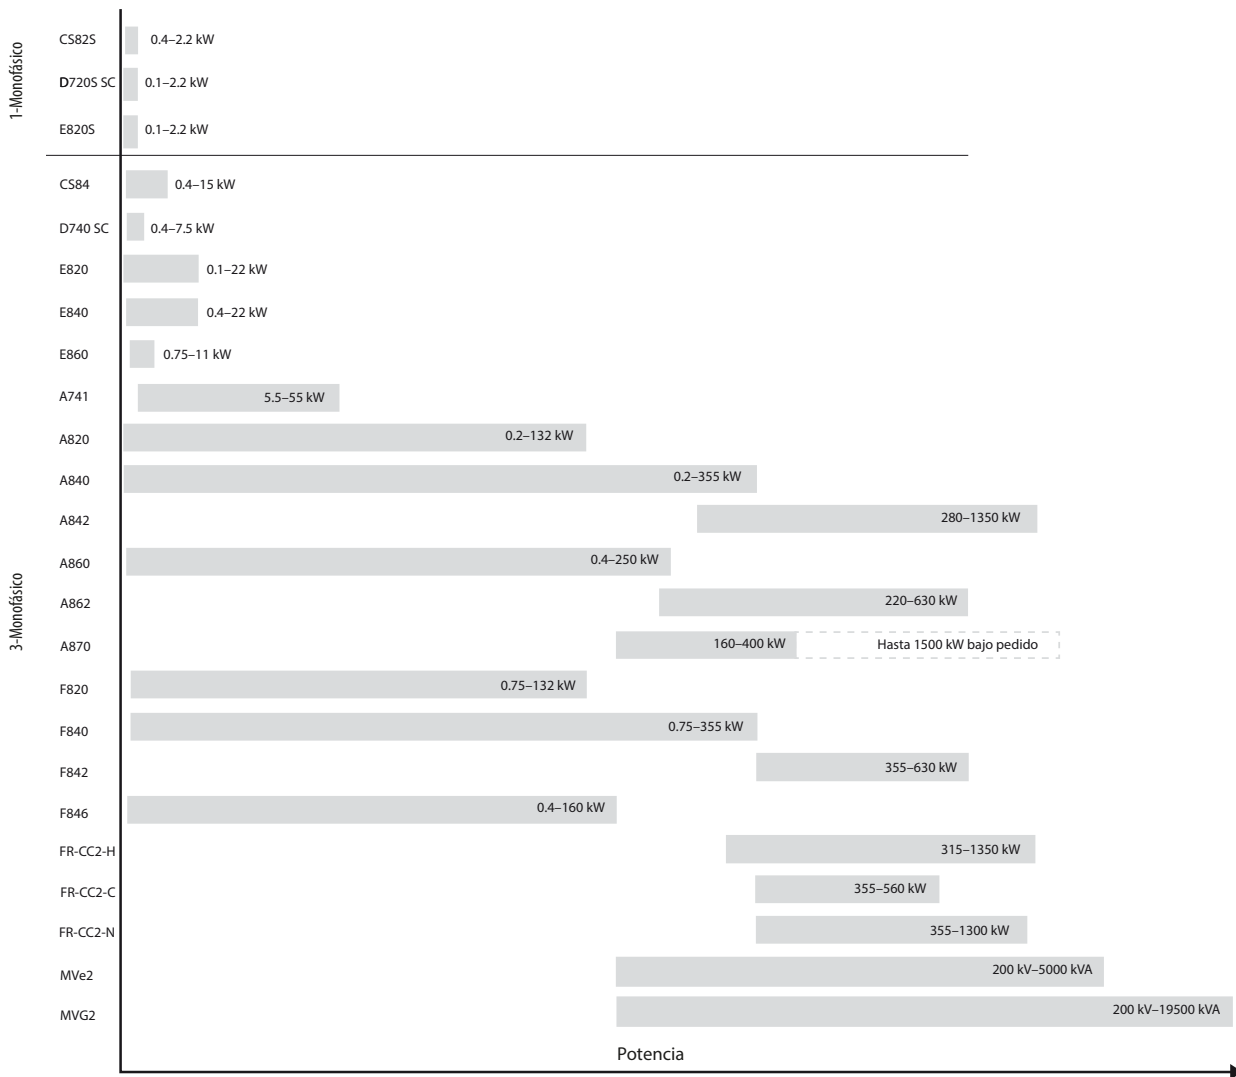 1-Monofásico
CS82S 0.4–2.2 kW
D720S SC 0.1–2.2 kW
E820S 0.1–2.2 kW
3-Monofásico
CS84 0.4–15 kW
D740 SC 0.4–7.5 kW
E820 0.1–22 kW
E840 0.4–22 kW
E860 0.75–11 kW
A741 5.5–55 kW
A820 0.2–132 kW
A840 0.2–355 kW
A842 280–1350 kW
A860 0.4–250 kW
A862 220–630 kW
A870 160–400 kW Hasta 1500 kW bajo pedido
F820 0.75–132 kW
F840 0.75–355 kW
F842 355–630 kW
F846 0.4–160 kW
FR-CC2-H 315–1350 kW
FR-CC2-C 355–560 kW
FR-CC2-N 355–1300 kW
MVe2 200 kV–5000 kVA
MVG2 200 kV–19500 kVA
Potencia